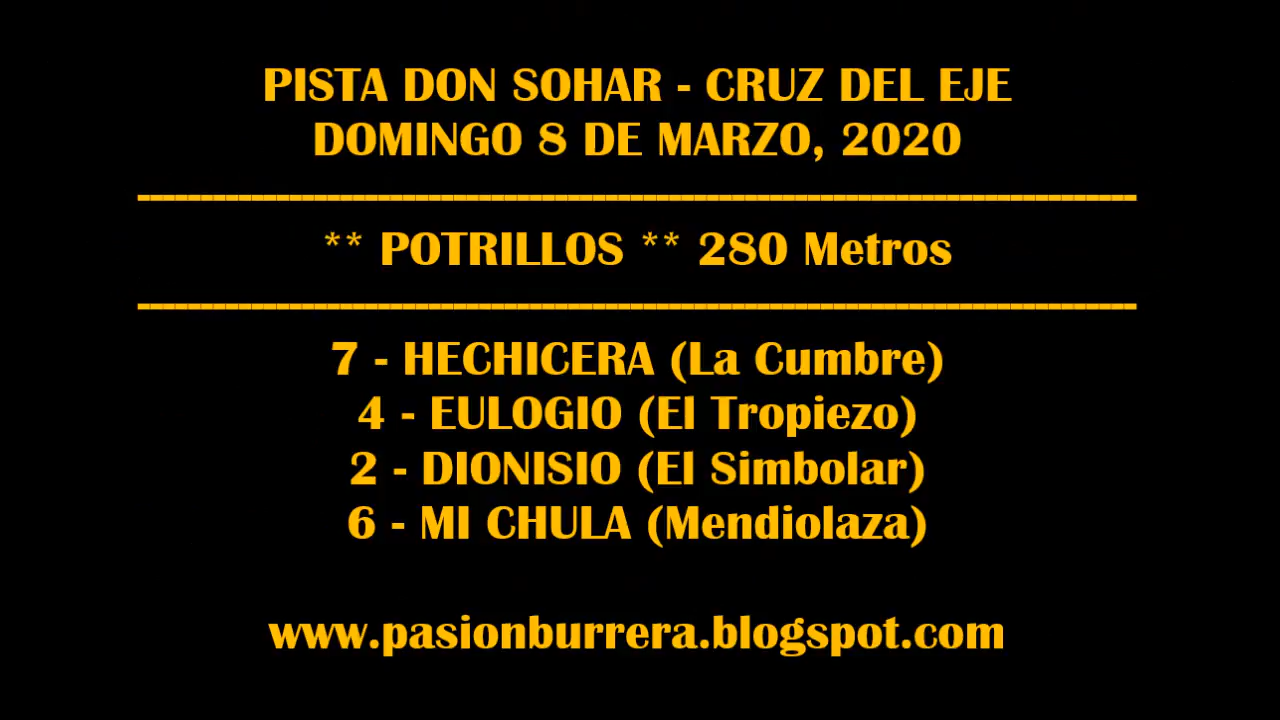 PISTA DON SOHAR - CRUZ DEL EJE
DOMINGO 8 DE MARZO, 2020
** POTRILLOS ** 280 Metros
7 - HECHICERA (La Cumbre)
4 - EULOGIO (El Tropiezo)
2 - DIONISIO (El Simbolar)
6 - MI CHULA (Mendiolaza)
www.pasionburrera.blogspot.com